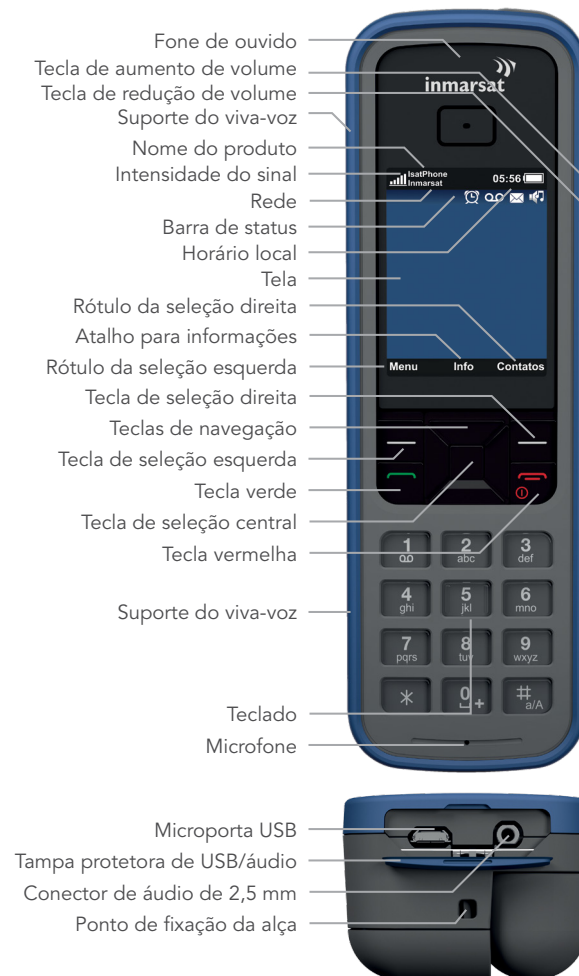 Fone de ouvido
Tecla de aumento de volume
Tecla de redução de volume
Suporte do viva-voz
Nome do produto
Intensidade do sinal
Rede
Barra de status
Horário local
Tela
Rótulo da seleção direita
Atalho para informações
Rótulo da seleção esquerda
Tecla de seleção direita
Teclas de navegação
Tecla de seleção esquerda
Tecla verde
Tecla de seleção central
Tecla vermelha
Suporte do viva-voz
Teclado
Microfone
inmarsat
IsatPhone 05:56
Inmarsat
Menu Info Contatos
1 2 abc 3 def
4 ghi 5 jkl 6 mno
7 pqrs 8 tuv 9 wxyz
* 0 + # a/A
Microporta USB
Tampa protetora de USB/áudio
Conector de áudio de 2,5 mm
Ponto de fixação da alça